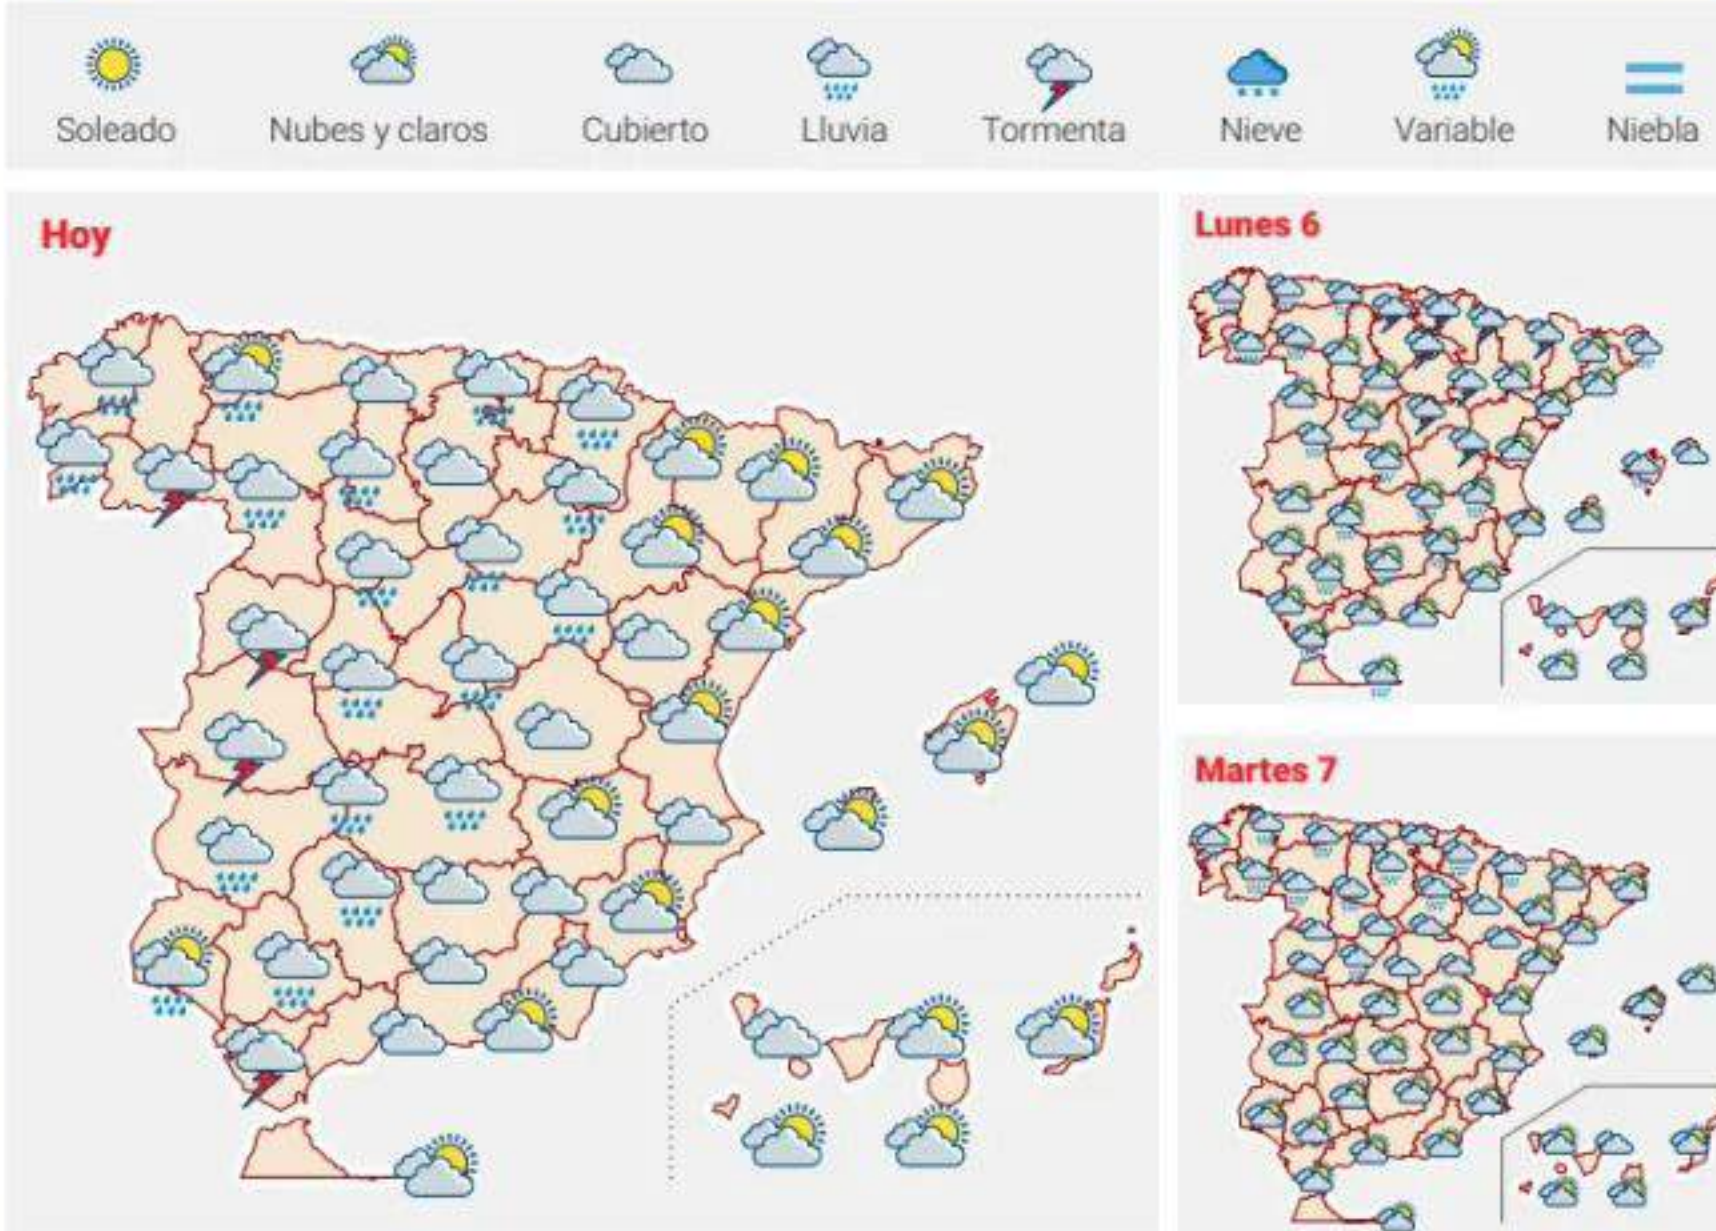 Soleado
Nubes y claros
Cubierto
Lluvia
Tormenta
Nieve
Variable
Niebla
Hoy
Lunes 6
Martes 7